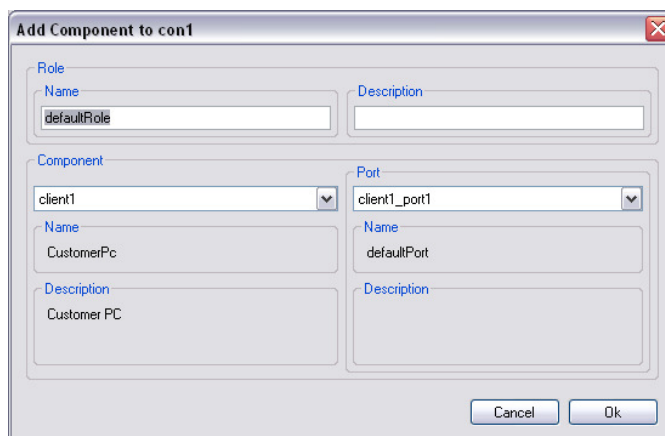 Add Component to con1
Role
Name
Description
defaultRole
Component
Port
client1
client1_port1
Name
Name
CustomerPc
defaultPort
Description
Description
Customer PC
Cancel
Ok